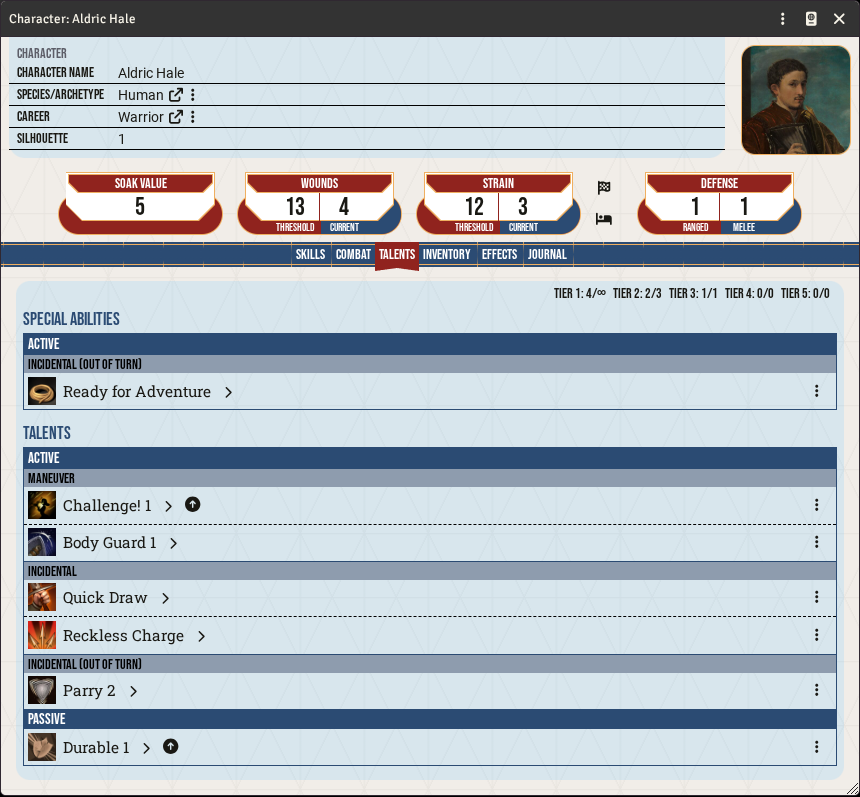 Character: Aldric Hale
CHARACTER
CHARACTER NAME Aldric Hale
SPECIES/ARCHETYPE Human
CAREER Warrior
SILHOUETTE 1
SOAK VALUE WOUNDS STRAIN DEFENSE
5 13 4 12 3 1 1
THRESHOLD CURRENT THRESHOLD CURRENT RANGED MELEE
SKILLS COMBAT TALENTS INVENTORY EFFECTS JOURNAL
TIER 1: 4/∞ TIER 2: 2/3 TIER 3: 1/1 TIER 4: 0/0 TIER 5: 0/0
SPECIAL ABILITIES
ACTIVE
INCIDENTAL (OUT OF TURN)
Ready for Adventure
TALENTS
ACTIVE
MANEUVER
Challenge! 1
Body Guard 1
INCIDENTAL
Quick Draw
Reckless Charge
INCIDENTAL (OUT OF TURN)
Parry 2
PASSIVE
Durable 1